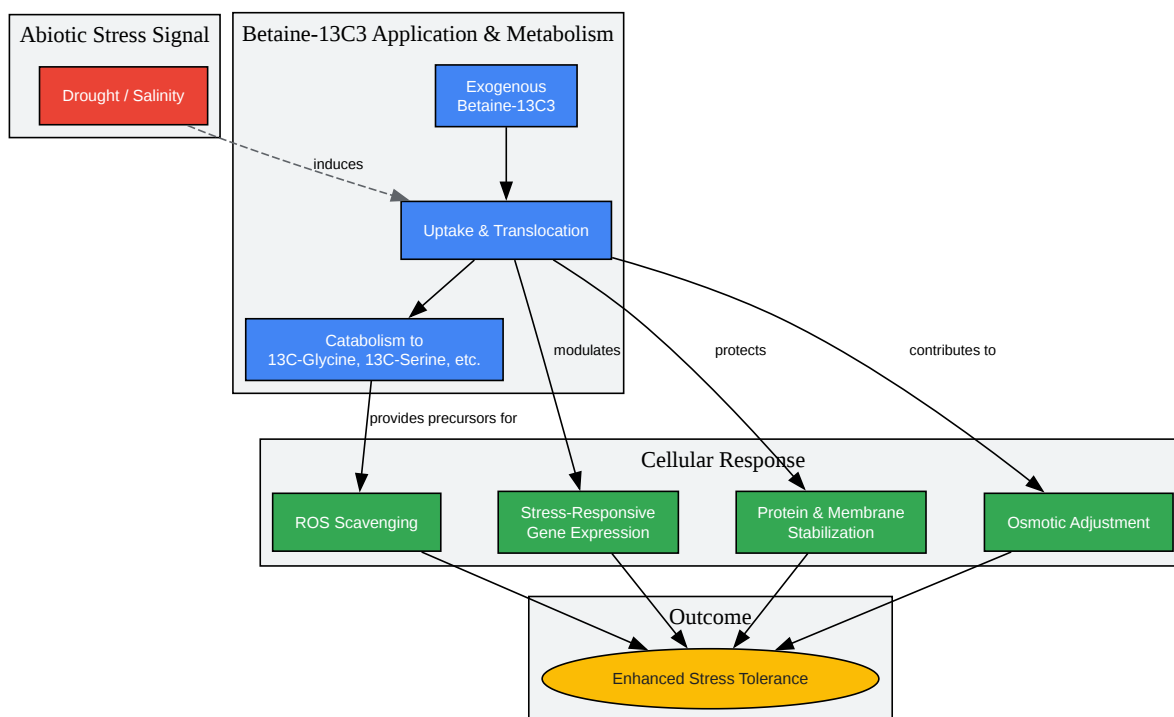 Abiotic Stress Signal
Drought / Salinity
Betaine-13C3 Application & Metabolism
Exogenous
Betaine-13C3
induces
Uptake & Translocation
Catabolism to
13C-Glycine, 13C-Serine, etc.
modulates
protects
contributes to
provides precursors for
Cellular Response
ROS Scavenging
Stress-Responsive
Gene Expression
Protein & Membrane
Stabilization
Osmotic Adjustment
Outcome
Enhanced Stress Tolerance